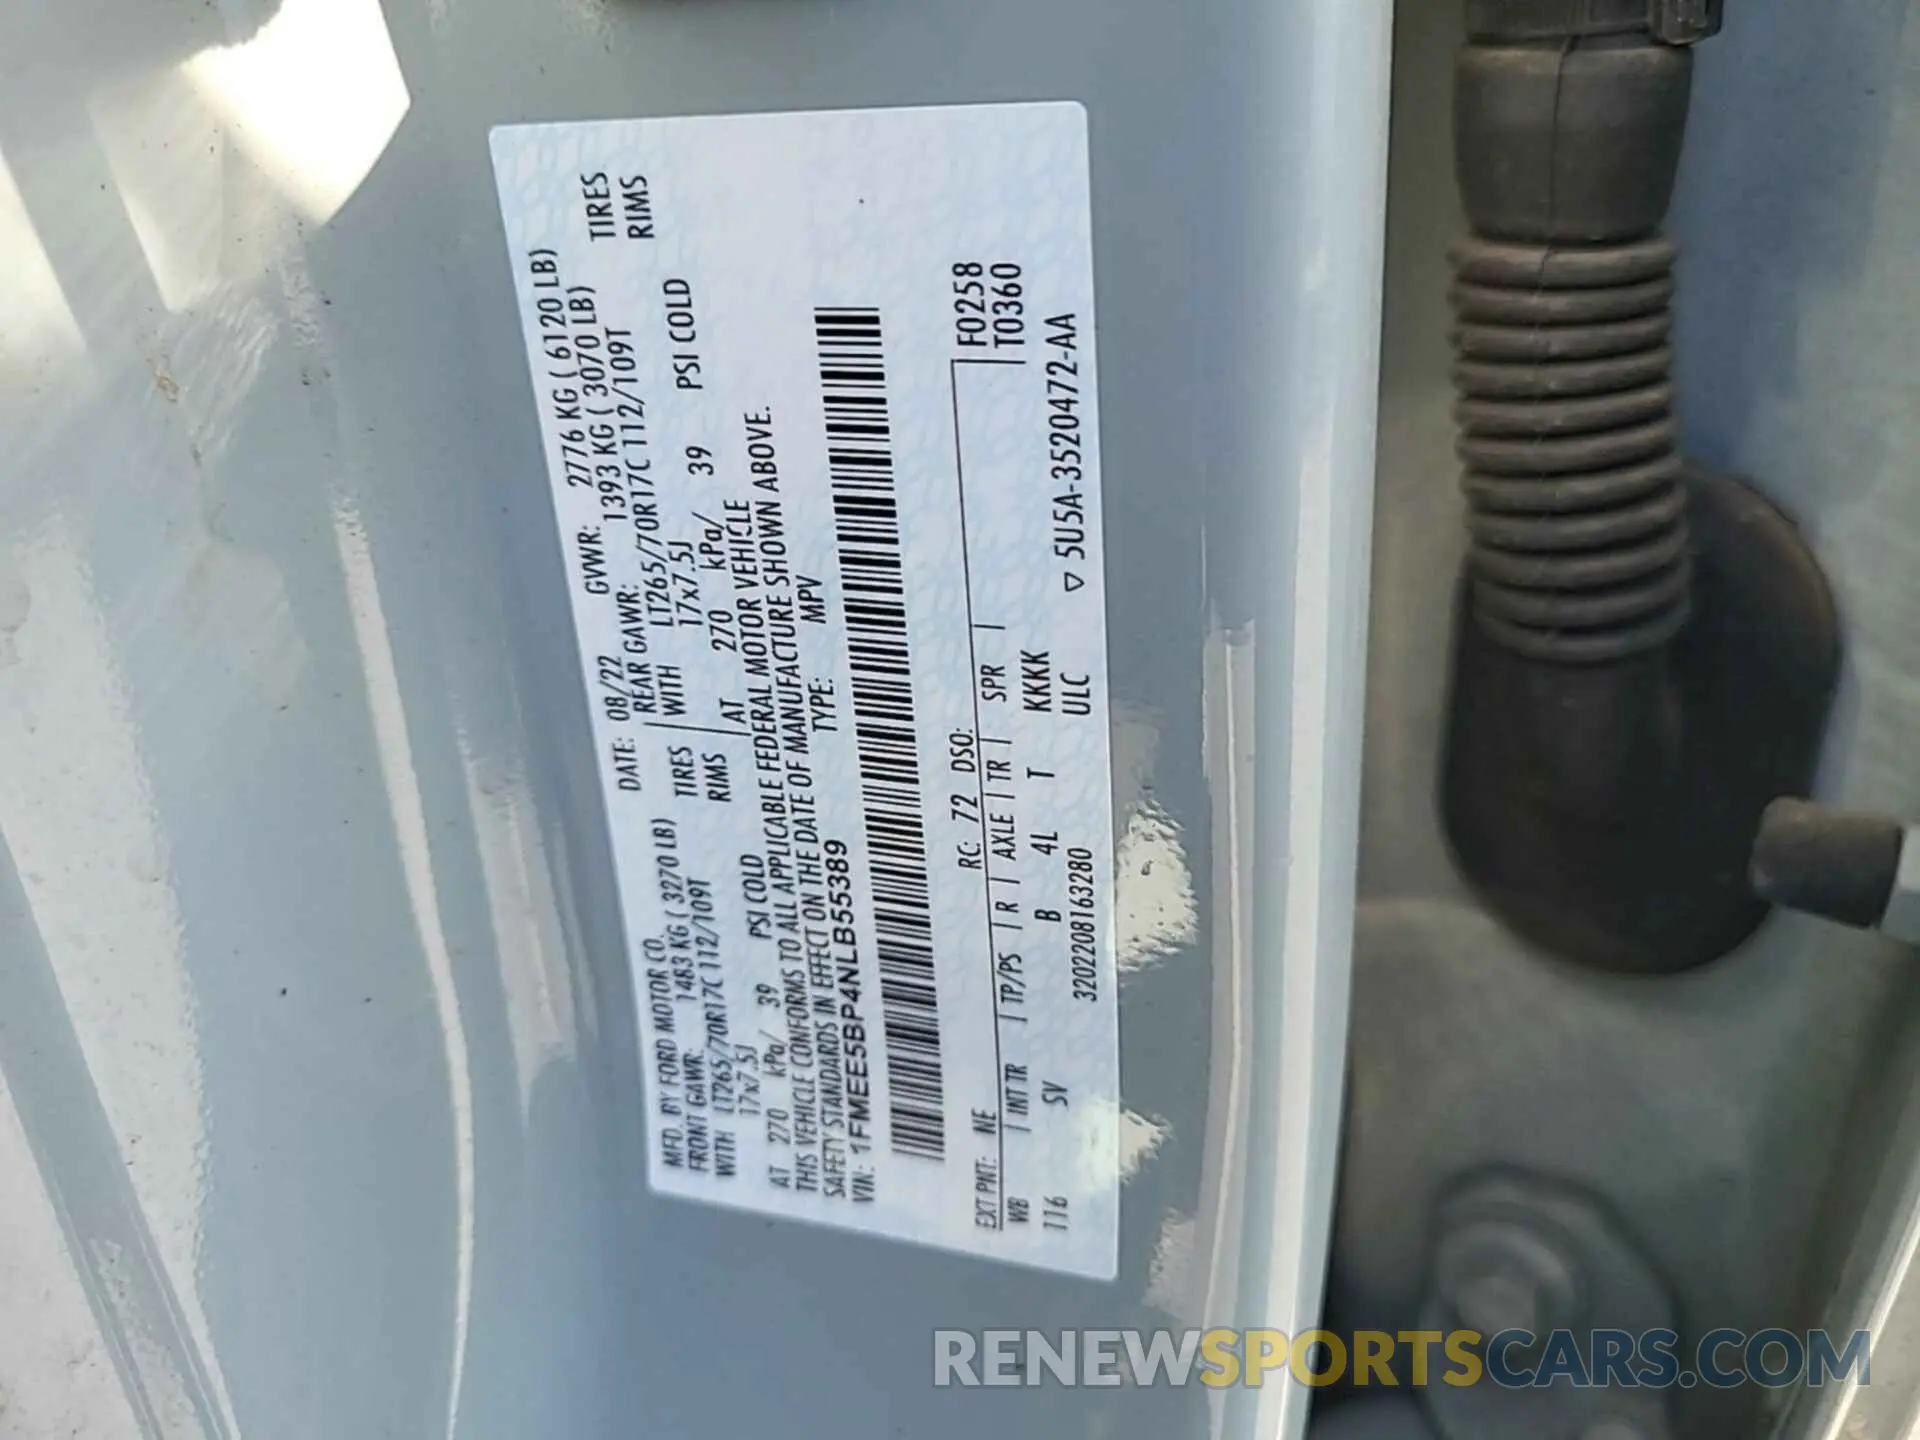 MFD. BY FORD MOTOR CO. DATE: 08/22 GVWR: 2776 KG ( 6120 LB)
FRONT GAWR: 1483 KG ( 3270 LB) REAR GAWR: 1393 KG ( 3070 LB)
WITH LT265/70R17C 112/109T TIRES WITH LT265/70R17C 112/109T TIRES
17x7.5J RIMS 17x7.5J RIMS
AT 270 kPa/ 39 PSI COLD AT 270 kPa/ 39 PSI COLD
THIS VEHICLE CONFORMS TO ALL APPLICABLE FEDERAL MOTOR VEHICLE
SAFETY STANDARDS IN EFFECT ON THE DATE OF MANUFACTURE SHOWN ABOVE.
VIN: 1FMEE5BP4NLB55389 TYPE: MPV
EXT PNT: NE RC: 72 DSO: F0258
WB | INT TR | TP/PS | R | AXLE | TR | SPR | T0360
116 SV B 4L T KKKK
3202208163280 ULC ▽ 5U5A-3520472-AA
RENEWSPORTSCARS.COM